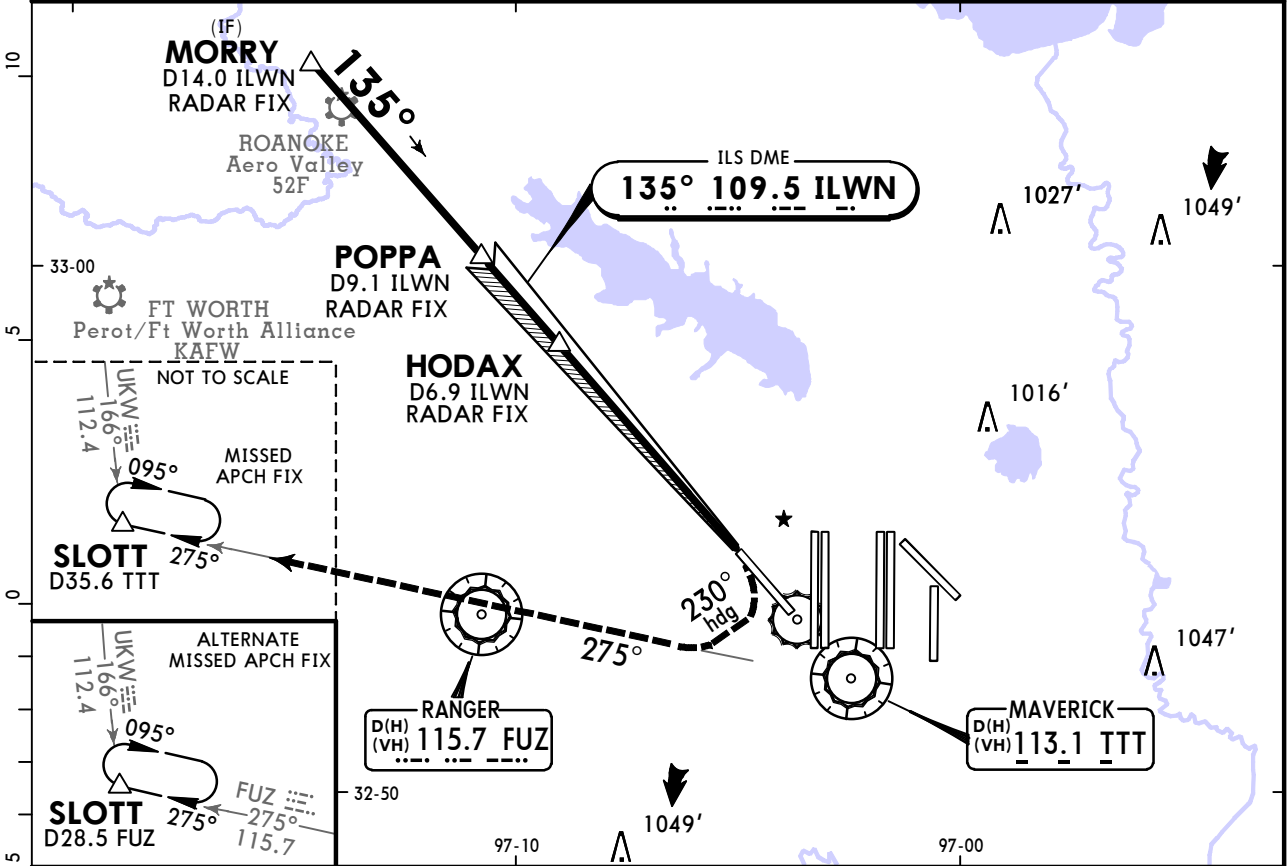 (IF)
MORRY
D14.0 ILWN
RADAR FIX
135°
10
ROANOKE
Aero Valley
52F
ILS DME
135° 109.5 ILWN
1027'
1049'
33-00
POPPA
D9.1 ILWN
RADAR FIX
FT WORTH
Perot/Ft Worth Alliance
KAFW
5
HODAX
D6.9 ILWN
RADAR FIX
NOT TO SCALE
UKW
166°
112.4
MISSED
APCH FIX
095°
275°
SLOTT
D35.6 TTT
1016'
0
230°
hdg
275°
ALTERNATE
MISSED APCH FIX
UKW
166°
112.4
095°
275°
SLOTT
D28.5 FUZ
FUZ
275°
115.7
RANGER
D(H)
(VH) 115.7 FUZ
MAVERICK
D(H)
(VH) 113.1 TTT
1047'
32-50
1049'
5
97-10
97-00